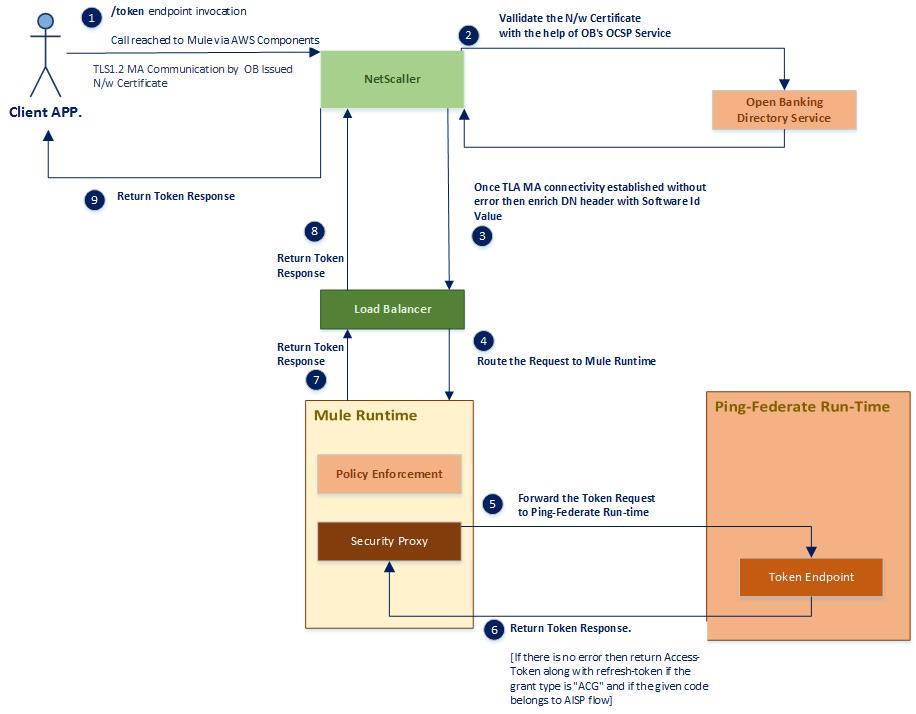 1
/token endpoint invocation
Call reached to Mule via AWS Components
TLS1.2 MA Communication by OB Issued
N/w Certificate
Client APP.
NetScaller
2
Vallidate the N/w Certificate
with the help of OB's OCSP Service
Open Banking
Directory Service
9
Return Token Response
Once TLA MA connectivity established without
error then enrich DN header with Software Id
Value
3
8
Return Token
Response
Load Balancer
4
Route the Request to Mule Runtime
Return Token
Response
7
Mule Runtime
Policy Enforcement
Security Proxy
Ping-Federate Run-Time
5
Forward the Token Request
to Ping-Federate Run-time
Token Endpoint
6
Return Token Response.
[If there is no error then return Access-
Token along with refresh-token if the
grant type is "ACG" and if the given code
belongs to AISP flow]